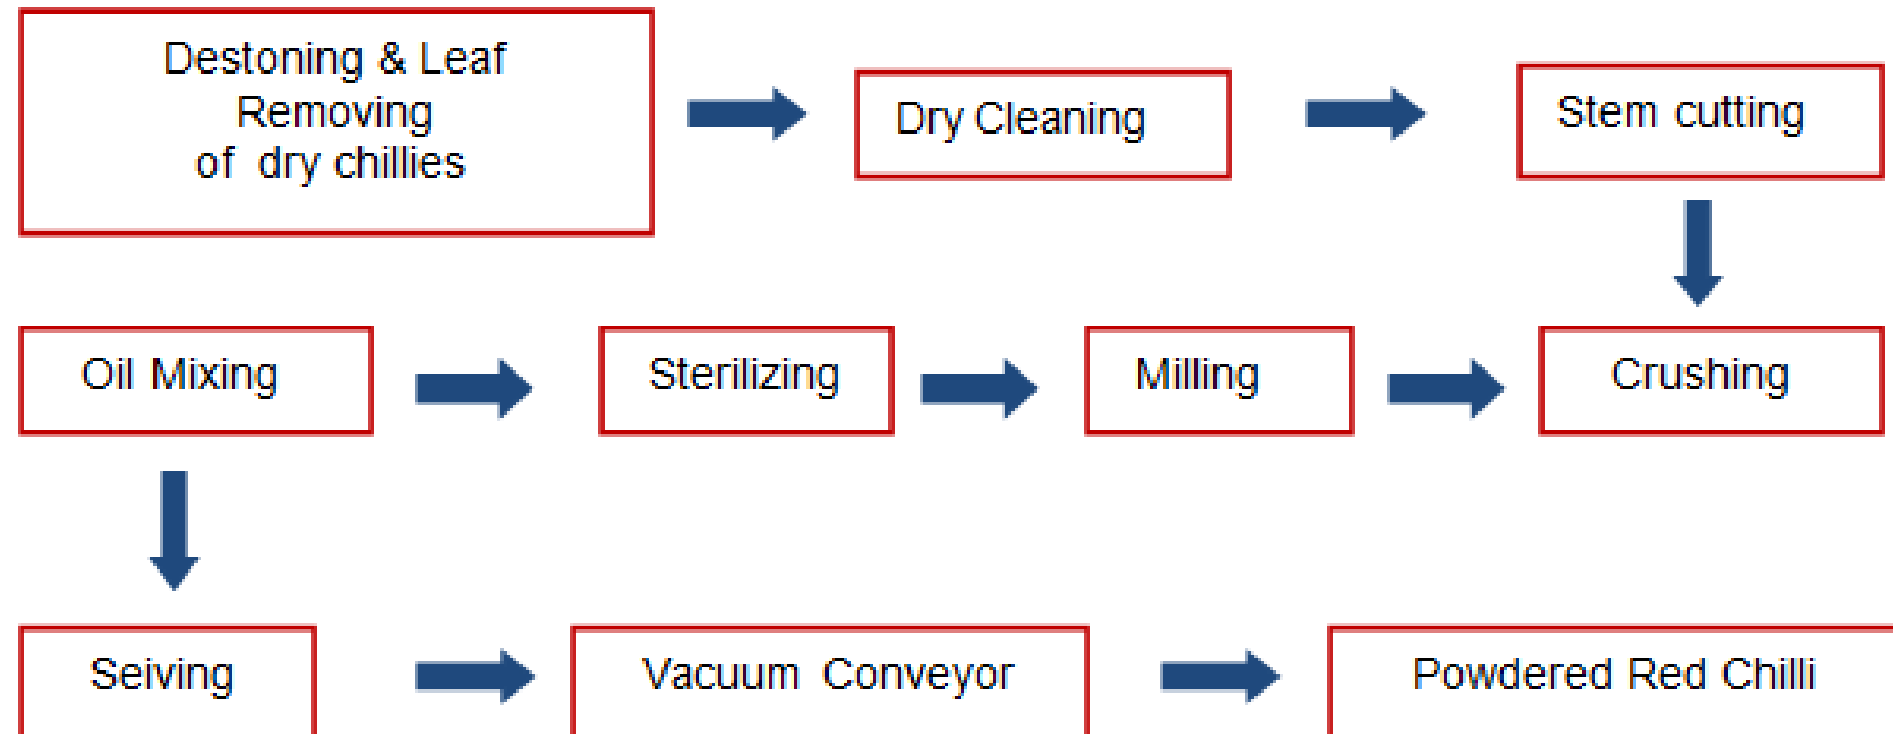 Destoning & Leaf
Removing
of dry chillies
Dry Cleaning
Stem cutting
Oil Mixing
Sterilizing
Milling
Crushing
Seiving
Vacuum Conveyor
Powdered Red Chilli